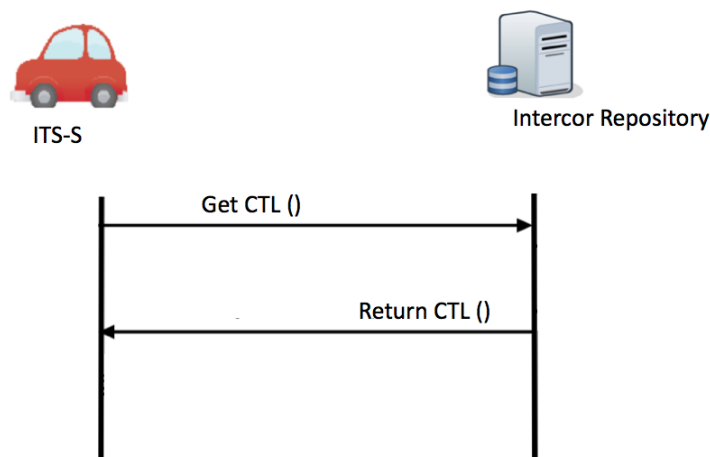 Intercor Repository
ITS-S
Get CTL ()
Return CTL ()